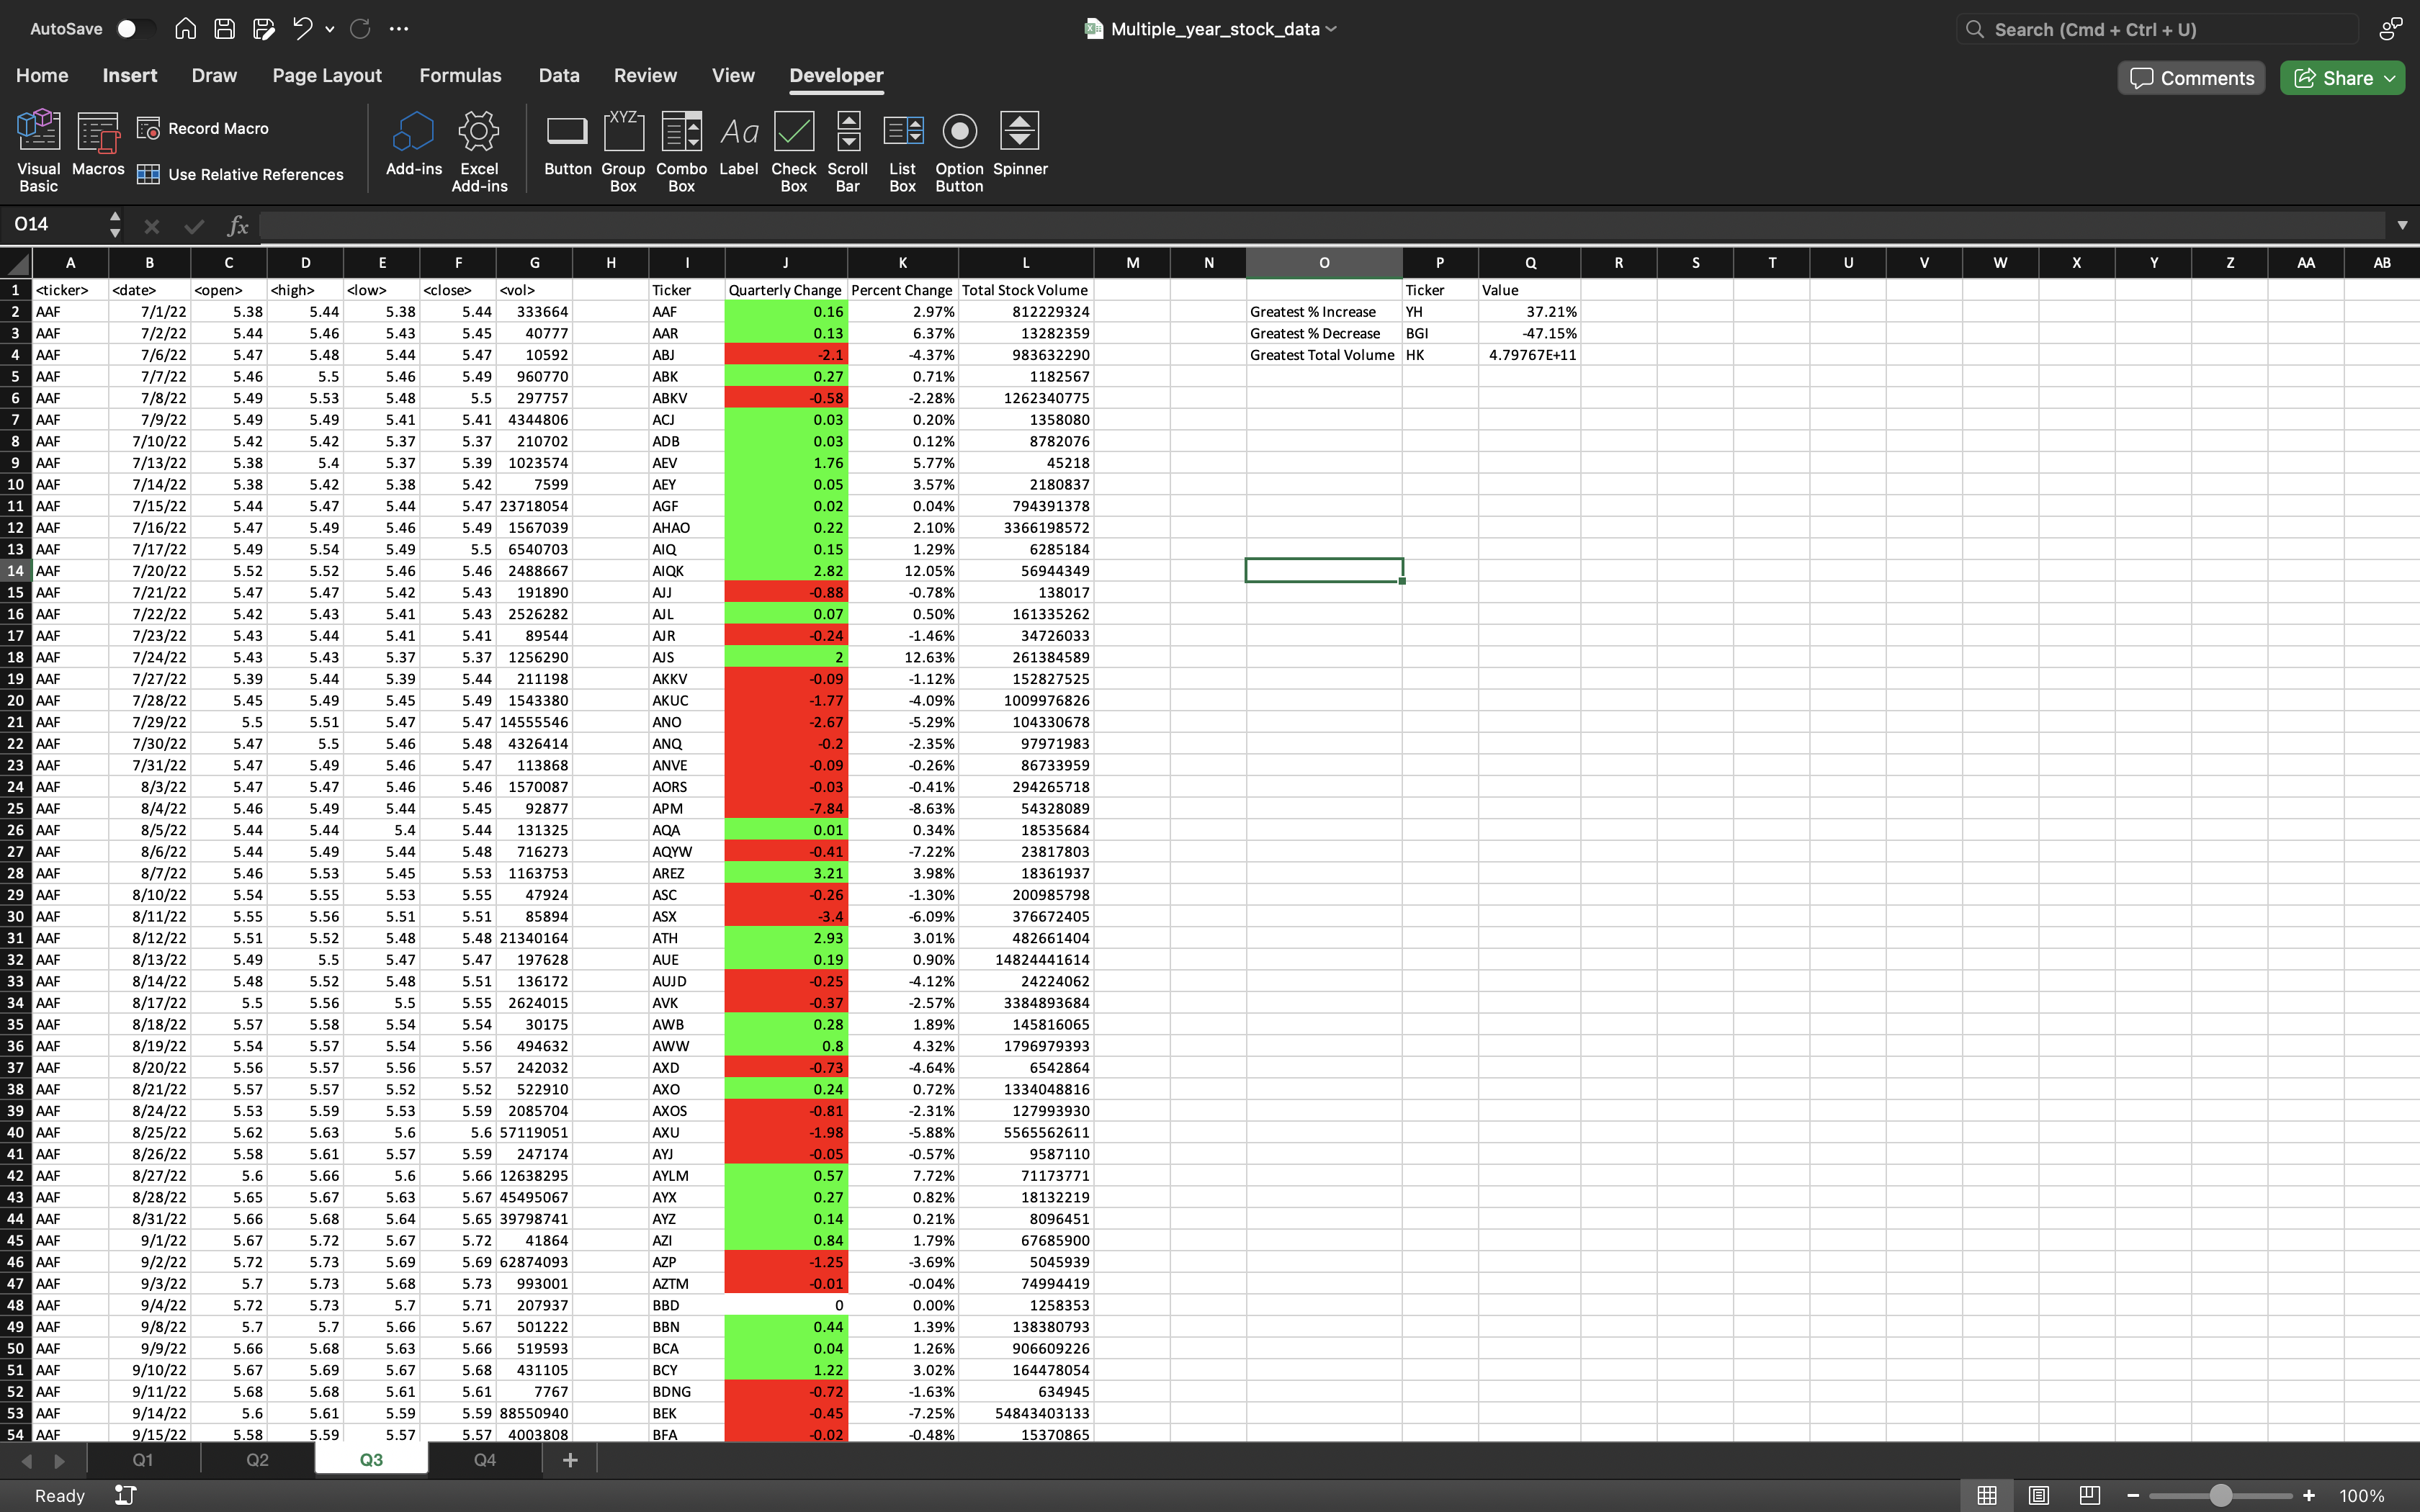 AutoSave Multiple_year_stock_data Search (Cmd + Ctrl + U)
Home Insert Draw Page Layout Formulas Data Review View Developer Comments Share
Visual Basic Macros Record Macro Use Relative References Add-ins Excel Add-ins XYZ Aa Button Group Box Combo Box Label Check Box Scroll Bar List Box Option Button Spinner
O14 fx
A B C D E F G H I J K L M N O P Q R S T U V W X Y Z AA AB
1 <ticker> <date> <open> <high> <low> <close> <vol> Ticker Quarterly Change Percent Change Total Stock Volume Ticker Value
2 AAF 7/1/22 5.38 5.44 5.38 5.44 333664 AAF 0.16 2.97% 812229324 Greatest % Increase YH 37.21%
3 AAF 7/2/22 5.44 5.46 5.43 5.45 40777 AAR 0.13 6.37% 13282359 Greatest % Decrease BGI -47.15%
4 AAF 7/6/22 5.47 5.48 5.44 5.47 10592 ABJ -2.1 -4.37% 983632290 Greatest Total Volume HK 4.79767E+11
5 AAF 7/7/22 5.46 5.5 5.46 5.49 960770 ABK 0.27 0.71% 1182567
6 AAF 7/8/22 5.49 5.53 5.48 5.5 297757 ABKV -0.58 -2.28% 1262340775
7 AAF 7/9/22 5.49 5.49 5.41 5.41 4344806 ACJ 0.03 0.20% 1358080
8 AAF 7/10/22 5.42 5.42 5.37 5.37 210702 ADB 0.03 0.12% 8782076
9 AAF 7/13/22 5.38 5.4 5.37 5.39 1023574 AEV 1.76 5.77% 45218
10 AAF 7/14/22 5.38 5.42 5.38 5.42 7599 AEY 0.05 3.57% 2180837
11 AAF 7/15/22 5.44 5.47 5.44 5.47 23718054 AGF 0.02 0.04% 794391378
12 AAF 7/16/22 5.47 5.49 5.46 5.49 1567039 AHAO 0.22 2.10% 3366198572
13 AAF 7/17/22 5.49 5.54 5.49 5.5 6540703 AIQ 0.15 1.29% 6285184
14 AAF 7/20/22 5.52 5.52 5.46 5.46 2488667 AIQK 2.82 12.05% 56944349
15 AAF 7/21/22 5.47 5.47 5.42 5.43 191890 AJJ -0.88 -0.78% 138017
16 AAF 7/22/22 5.42 5.43 5.41 5.43 2526282 AJL 0.07 0.50% 161335262
17 AAF 7/23/22 5.43 5.44 5.41 5.41 89544 AJR -0.24 -1.46% 34726033
18 AAF 7/24/22 5.43 5.43 5.37 5.37 1256290 AJS 2 12.63% 261384589
19 AAF 7/27/22 5.39 5.44 5.39 5.44 211198 AKKV -0.09 -1.12% 152827525
20 AAF 7/28/22 5.45 5.49 5.45 5.49 1543380 AKUC -1.77 -4.09% 1009976826
21 AAF 7/29/22 5.5 5.51 5.47 5.47 14555546 ANO -2.67 -5.29% 104330678
22 AAF 7/30/22 5.47 5.5 5.46 5.48 4326414 ANQ -0.2 -2.35% 97971983
23 AAF 7/31/22 5.47 5.49 5.46 5.47 113868 ANVE -0.09 -0.26% 86733959
24 AAF 8/3/22 5.47 5.47 5.46 5.46 1570087 AORS -0.03 -0.41% 294265718
25 AAF 8/4/22 5.46 5.49 5.44 5.45 92877 APM -7.84 -8.63% 54328089
26 AAF 8/5/22 5.44 5.44 5.4 5.44 131325 AQA 0.01 0.34% 18535684
27 AAF 8/6/22 5.44 5.49 5.44 5.48 716273 AQYW -0.41 -7.22% 23817803
28 AAF 8/7/22 5.46 5.53 5.45 5.53 1163753 AREZ 3.21 3.98% 18361937
29 AAF 8/10/22 5.54 5.55 5.53 5.55 47924 ASC -0.26 -1.30% 200985798
30 AAF 8/11/22 5.55 5.56 5.51 5.51 85894 ASX -3.4 -6.09% 376672405
31 AAF 8/12/22 5.51 5.52 5.48 5.48 21340164 ATH 2.93 3.01% 482661404
32 AAF 8/13/22 5.49 5.5 5.47 5.47 197628 AUE 0.19 0.90% 14824441614
33 AAF 8/14/22 5.48 5.52 5.48 5.51 136172 AUJD -0.25 -4.12% 24224062
34 AAF 8/17/22 5.5 5.56 5.5 5.55 2624015 AVK -0.37 -2.57% 3384893684
35 AAF 8/18/22 5.57 5.58 5.54 5.54 30175 AWB 0.28 1.89% 145816065
36 AAF 8/19/22 5.54 5.57 5.54 5.56 494632 AWW 0.8 4.32% 1796979393
37 AAF 8/20/22 5.56 5.57 5.56 5.57 242032 AXD -0.73 -4.64% 6542864
38 AAF 8/21/22 5.57 5.57 5.52 5.52 522910 AXO 0.24 0.72% 1334048816
39 AAF 8/24/22 5.53 5.59 5.53 5.59 2085704 AXOS -0.81 -2.31% 127993930
40 AAF 8/25/22 5.62 5.63 5.6 5.6 57119051 AXU -1.98 -5.88% 5565562611
41 AAF 8/26/22 5.58 5.61 5.57 5.59 247174 AYJ -0.05 -0.57% 9587110
42 AAF 8/27/22 5.6 5.66 5.6 5.66 12638295 AYLM 0.57 7.72% 71173771
43 AAF 8/28/22 5.65 5.67 5.63 5.67 45495067 AYX 0.27 0.82% 18132219
44 AAF 8/31/22 5.66 5.68 5.64 5.65 39798741 AYZ 0.14 0.21% 8096451
45 AAF 9/1/22 5.67 5.72 5.67 5.72 41864 AZI 0.84 1.79% 67685900
46 AAF 9/2/22 5.72 5.73 5.69 5.69 62874093 AZP -1.25 -3.69% 5045939
47 AAF 9/3/22 5.7 5.73 5.68 5.73 993001 AZTM -0.01 -0.04% 74994419
48 AAF 9/4/22 5.72 5.73 5.7 5.71 207937 BBD 0 0.00% 1258353
49 AAF 9/8/22 5.7 5.7 5.66 5.67 501222 BBN 0.44 1.39% 138380793
50 AAF 9/9/22 5.66 5.68 5.63 5.66 519593 BCA 0.04 1.26% 906609226
51 AAF 9/10/22 5.67 5.69 5.67 5.68 431105 BCY 1.22 3.02% 164478054
52 AAF 9/11/22 5.68 5.68 5.61 5.61 7767 BDNG -0.72 -1.63% 634945
53 AAF 9/14/22 5.6 5.61 5.59 5.59 88550940 BEK -0.45 -7.25% 54843403133
54 AAF 9/15/22 5.58 5.59 5.57 5.57 4003808 BFA -0.02 -0.48% 15370865
Q1 Q2 Q3 Q4 +
Ready 100%